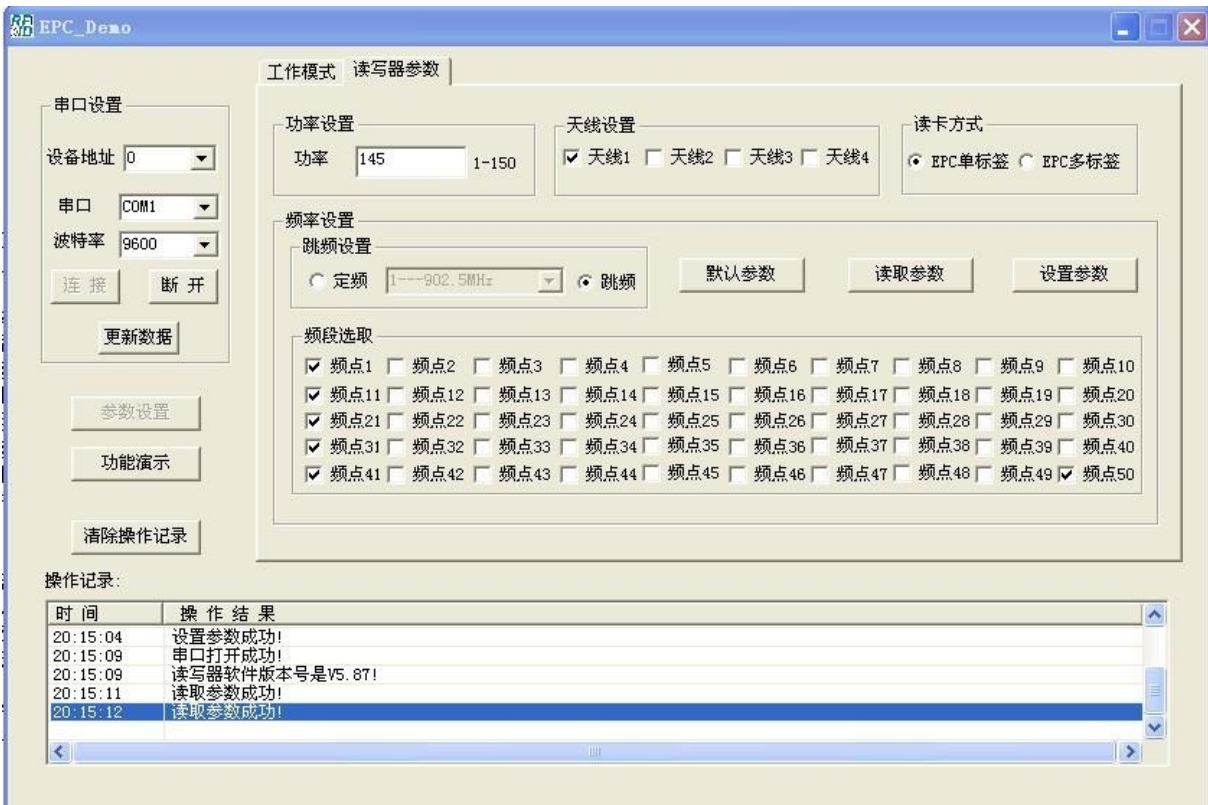 EPC_Demo
工作模式 读写器参数
串口设置
设备地址 0
串口 COM1
波特率 9600
连 接 断 开
更新数据
参数设置
功能演示
清除操作记录
功率设置
功率 145 1-150
天线设置
天线1 天线2 天线3 天线4
读卡方式
EPC单标签 EPC多标签
频率设置
跳频设置
定频 1---902.5MHz 跳频
默认参数 读取参数 设置参数
频段选取
频点1 频点2 频点3 频点4 频点5 频点6 频点7 频点8 频点9 频点10
频点11 频点12 频点13 频点14 频点15 频点16 频点17 频点18 频点19 频点20
频点21 频点22 频点23 频点24 频点25 频点26 频点27 频点28 频点29 频点30
频点31 频点32 频点33 频点34 频点35 频点36 频点37 频点38 频点39 频点40
频点41 频点42 频点43 频点44 频点45 频点46 频点47 频点48 频点49 频点50
操作记录:
时 间 操 作 结 果
20:15:04 设置参数成功!
20:15:09 串口打开成功!
20:15:09 读写器软件版本号是V5.87!
20:15:11 读取参数成功!
20:15:12 读取参数成功!